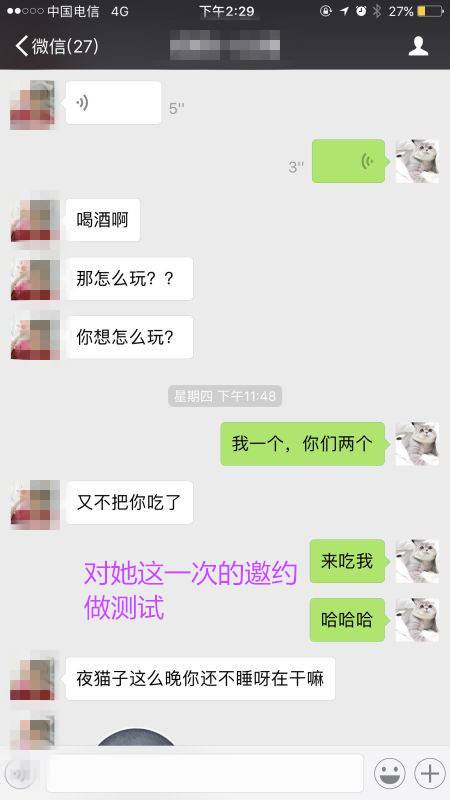 中国电信 4G 下午2:29 27%
微信(27)
5''
3''
喝酒啊
那怎么玩？？
你想怎么玩？
星期四 下午11:48
我一个，你们两个
又不把你吃了
来吃我
对她这一次的邀约
做测试
哈哈哈
夜猫子这么晚你还不睡呀在干嘛